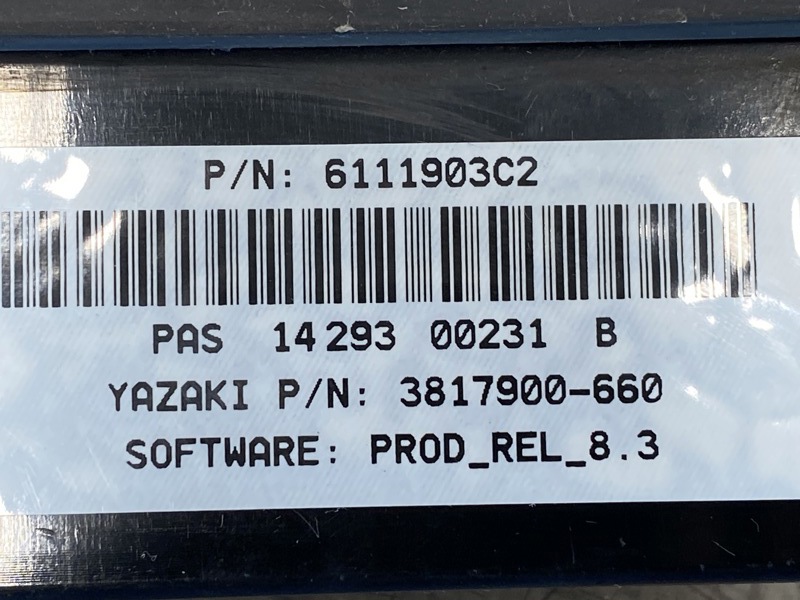 P/N: 6111903C2
PAS 14293 00231 B
YAZAKI P/N: 3817900-660
SOFTWARE: PROD_REL_8.3